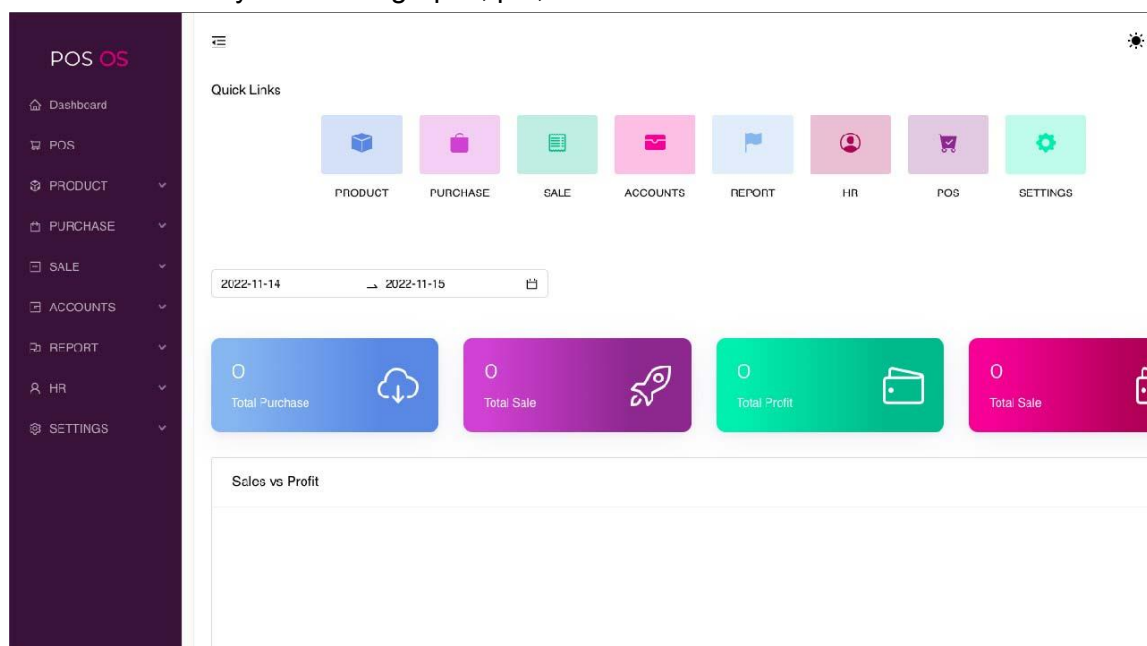 POS OS
Dashboard
POS
PRODUCT
PURCHASE
SALE
ACCOUNTS
REPORT
HR
SETTINGS
Quick Links
PRODUCT PURCHASE SALE ACCOUNTS REPORT HR POS SETTINGS
2022-11-14 → 2022-11-15
0
Total Purchase
0
Total Sale
0
Total Profit
0
Total Sale
Sales vs Profit